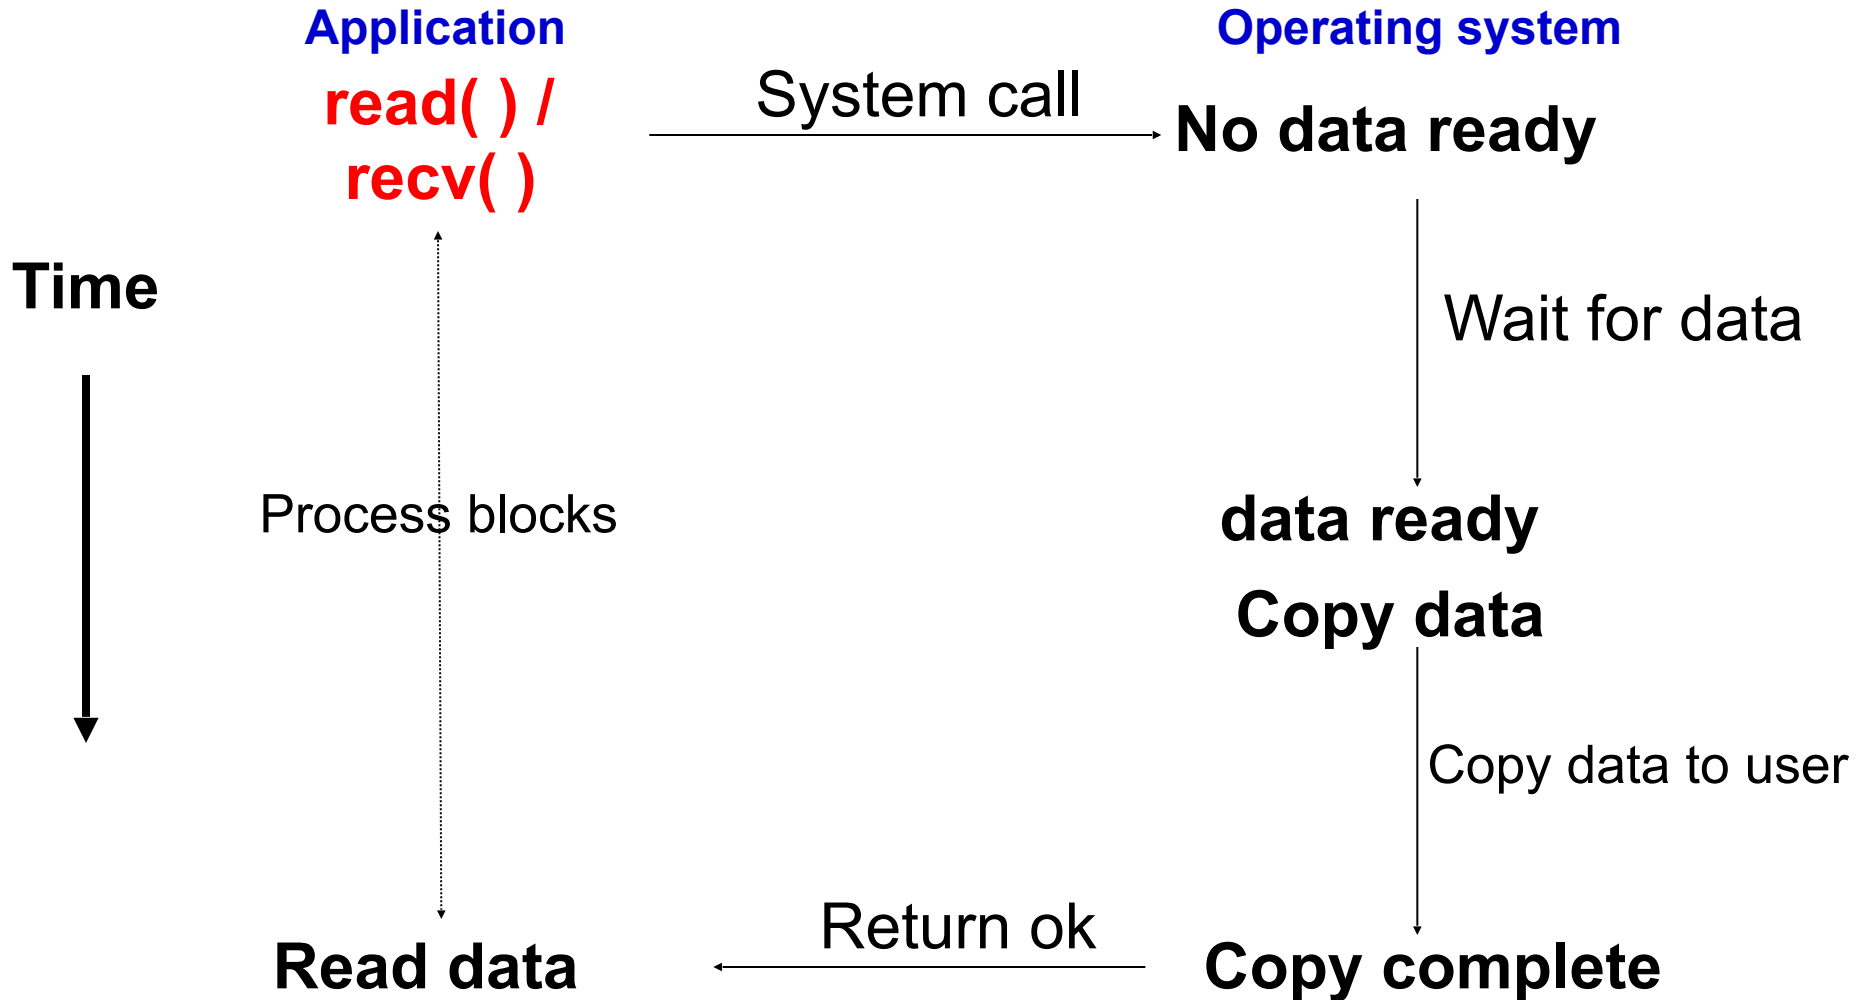 Application
Operating system
read( ) /
recv( )
System call
No data ready
Time
Wait for data
Process blocks
data ready
Copy data
Copy data to user
Return ok
Read data
Copy complete